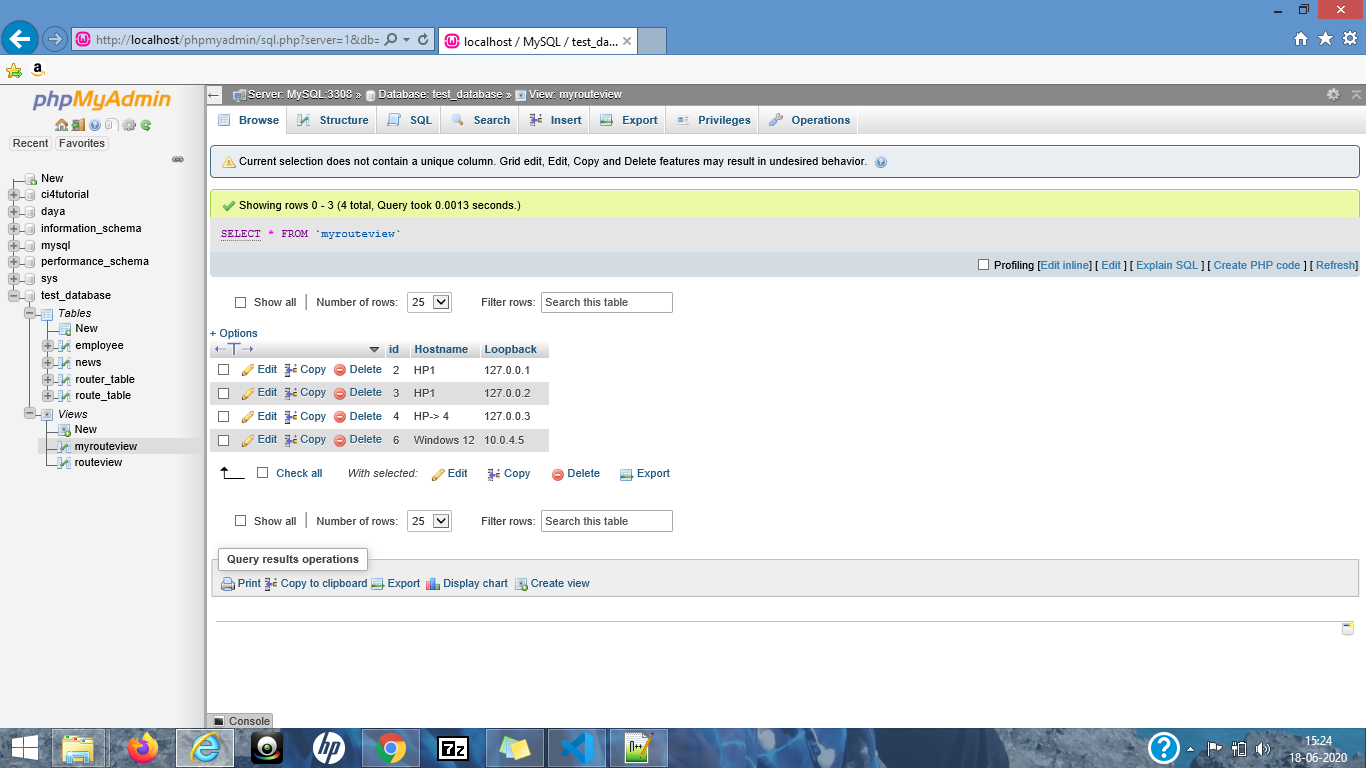 http://localhost/phpmyadmin/sql.php?server=1&db=
localhost / MySQL / test_da...
phpMyAdmin
Recent Favorites
New
ci4tutorial
daya
information_schema
mysql
performance_schema
sys
test_database
Tables
New
employee
news
router_table
route_table
Views
New
myrouteview
routeview
Server: MySQL:3308 » Database: test_database » View: myrouteview
Browse Structure SQL Search Insert Export Privileges Operations
Current selection does not contain a unique column. Grid edit, Edit, Copy and Delete features may result in undesired behavior.
Showing rows 0 - 3 (4 total, Query took 0.0013 seconds.)
SELECT * FROM `myrouteview`
Profiling [Edit inline] [ Edit ] [ Explain SQL ] [ Create PHP code ] [ Refresh]
Show all | Number of rows: 25 Filter rows: Search this table
+ Options
id Hostname Loopback
Edit Copy Delete 2 HP1 127.0.0.1
Edit Copy Delete 3 HP1 127.0.0.2
Edit Copy Delete 4 HP-> 4 127.0.0.3
Edit Copy Delete 6 Windows 12 10.0.4.5
Check all With selected: Edit Copy Delete Export
Show all | Number of rows: 25 Filter rows: Search this table
Query results operations
Print Copy to clipboard Export Display chart Create view
Console
hp
7z
15:24
18-06-2020